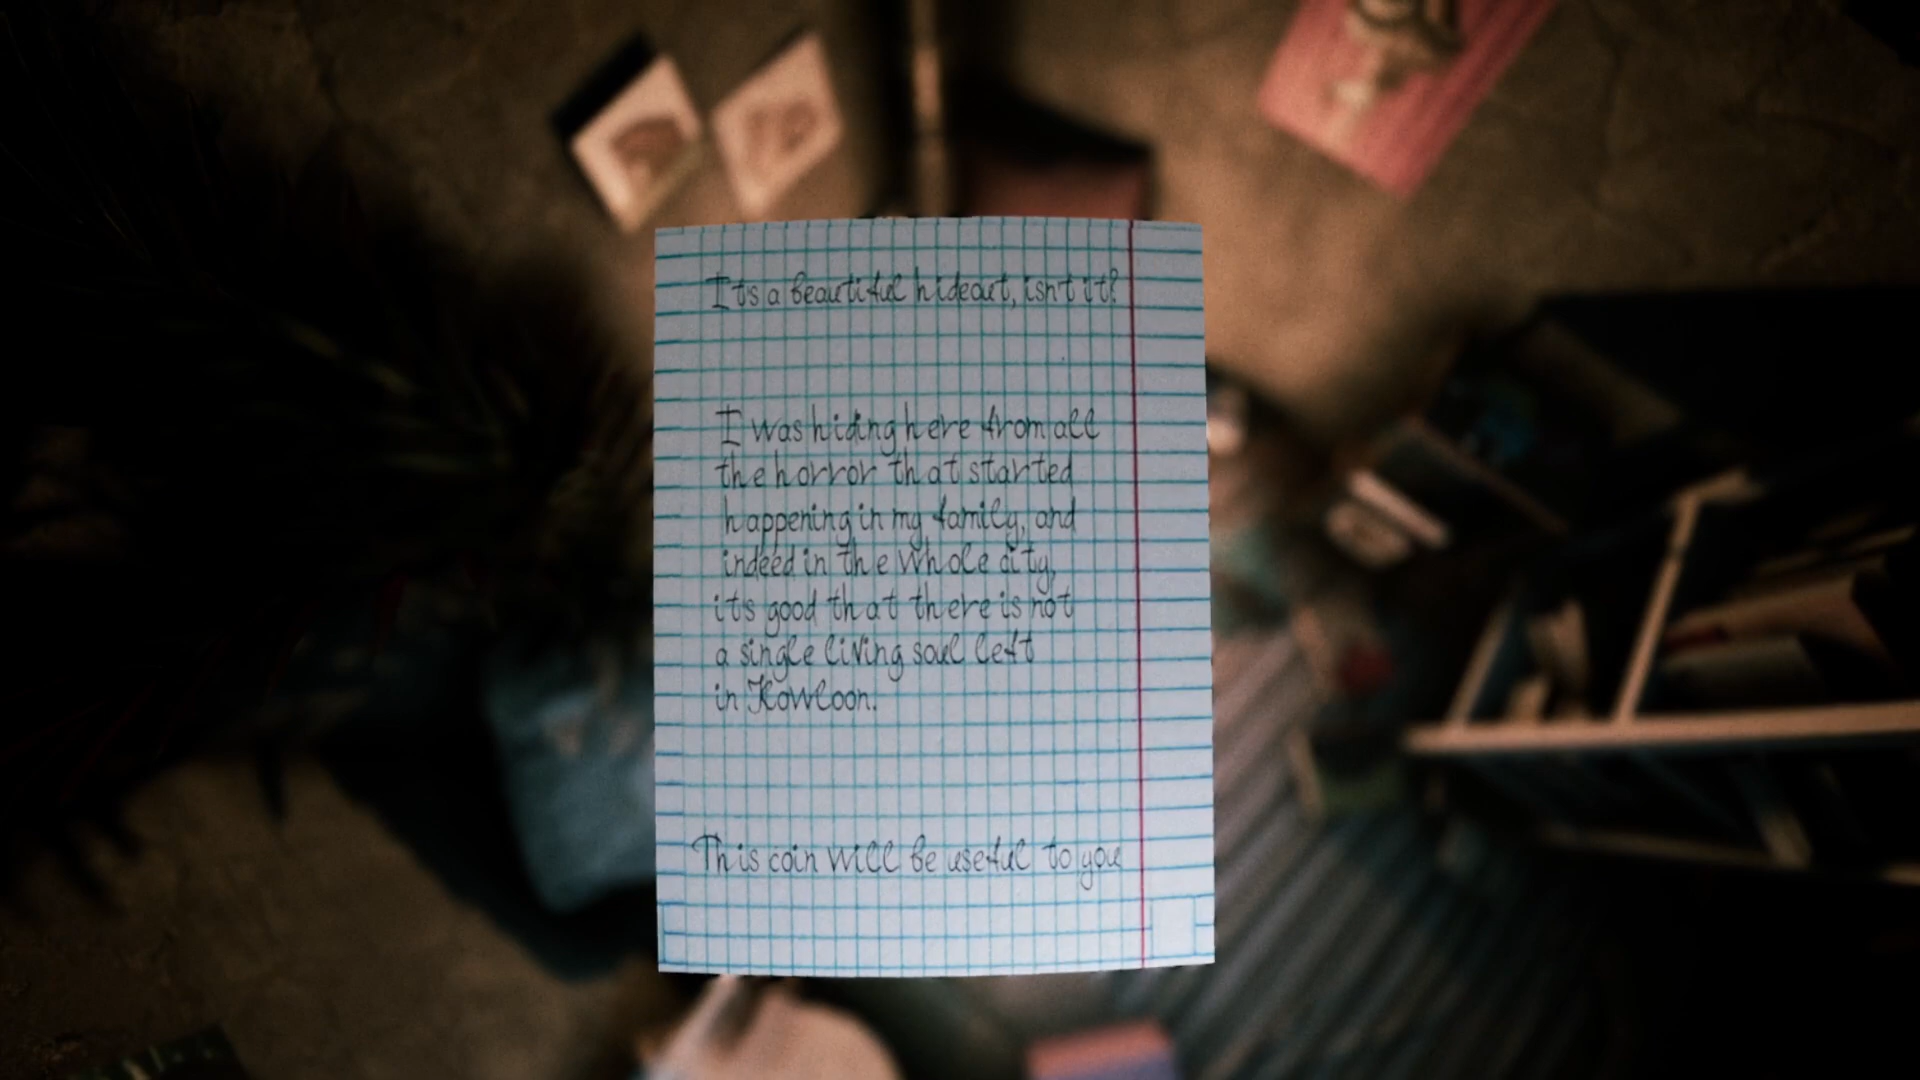 Its a beautiful hideout, isn't it?
I was hiding here from all
the horror that started
happening in my family, and
indeed in the whole city,
it's good that there is not
a single living soul left
in Kowloon.
This coin will be useful to you